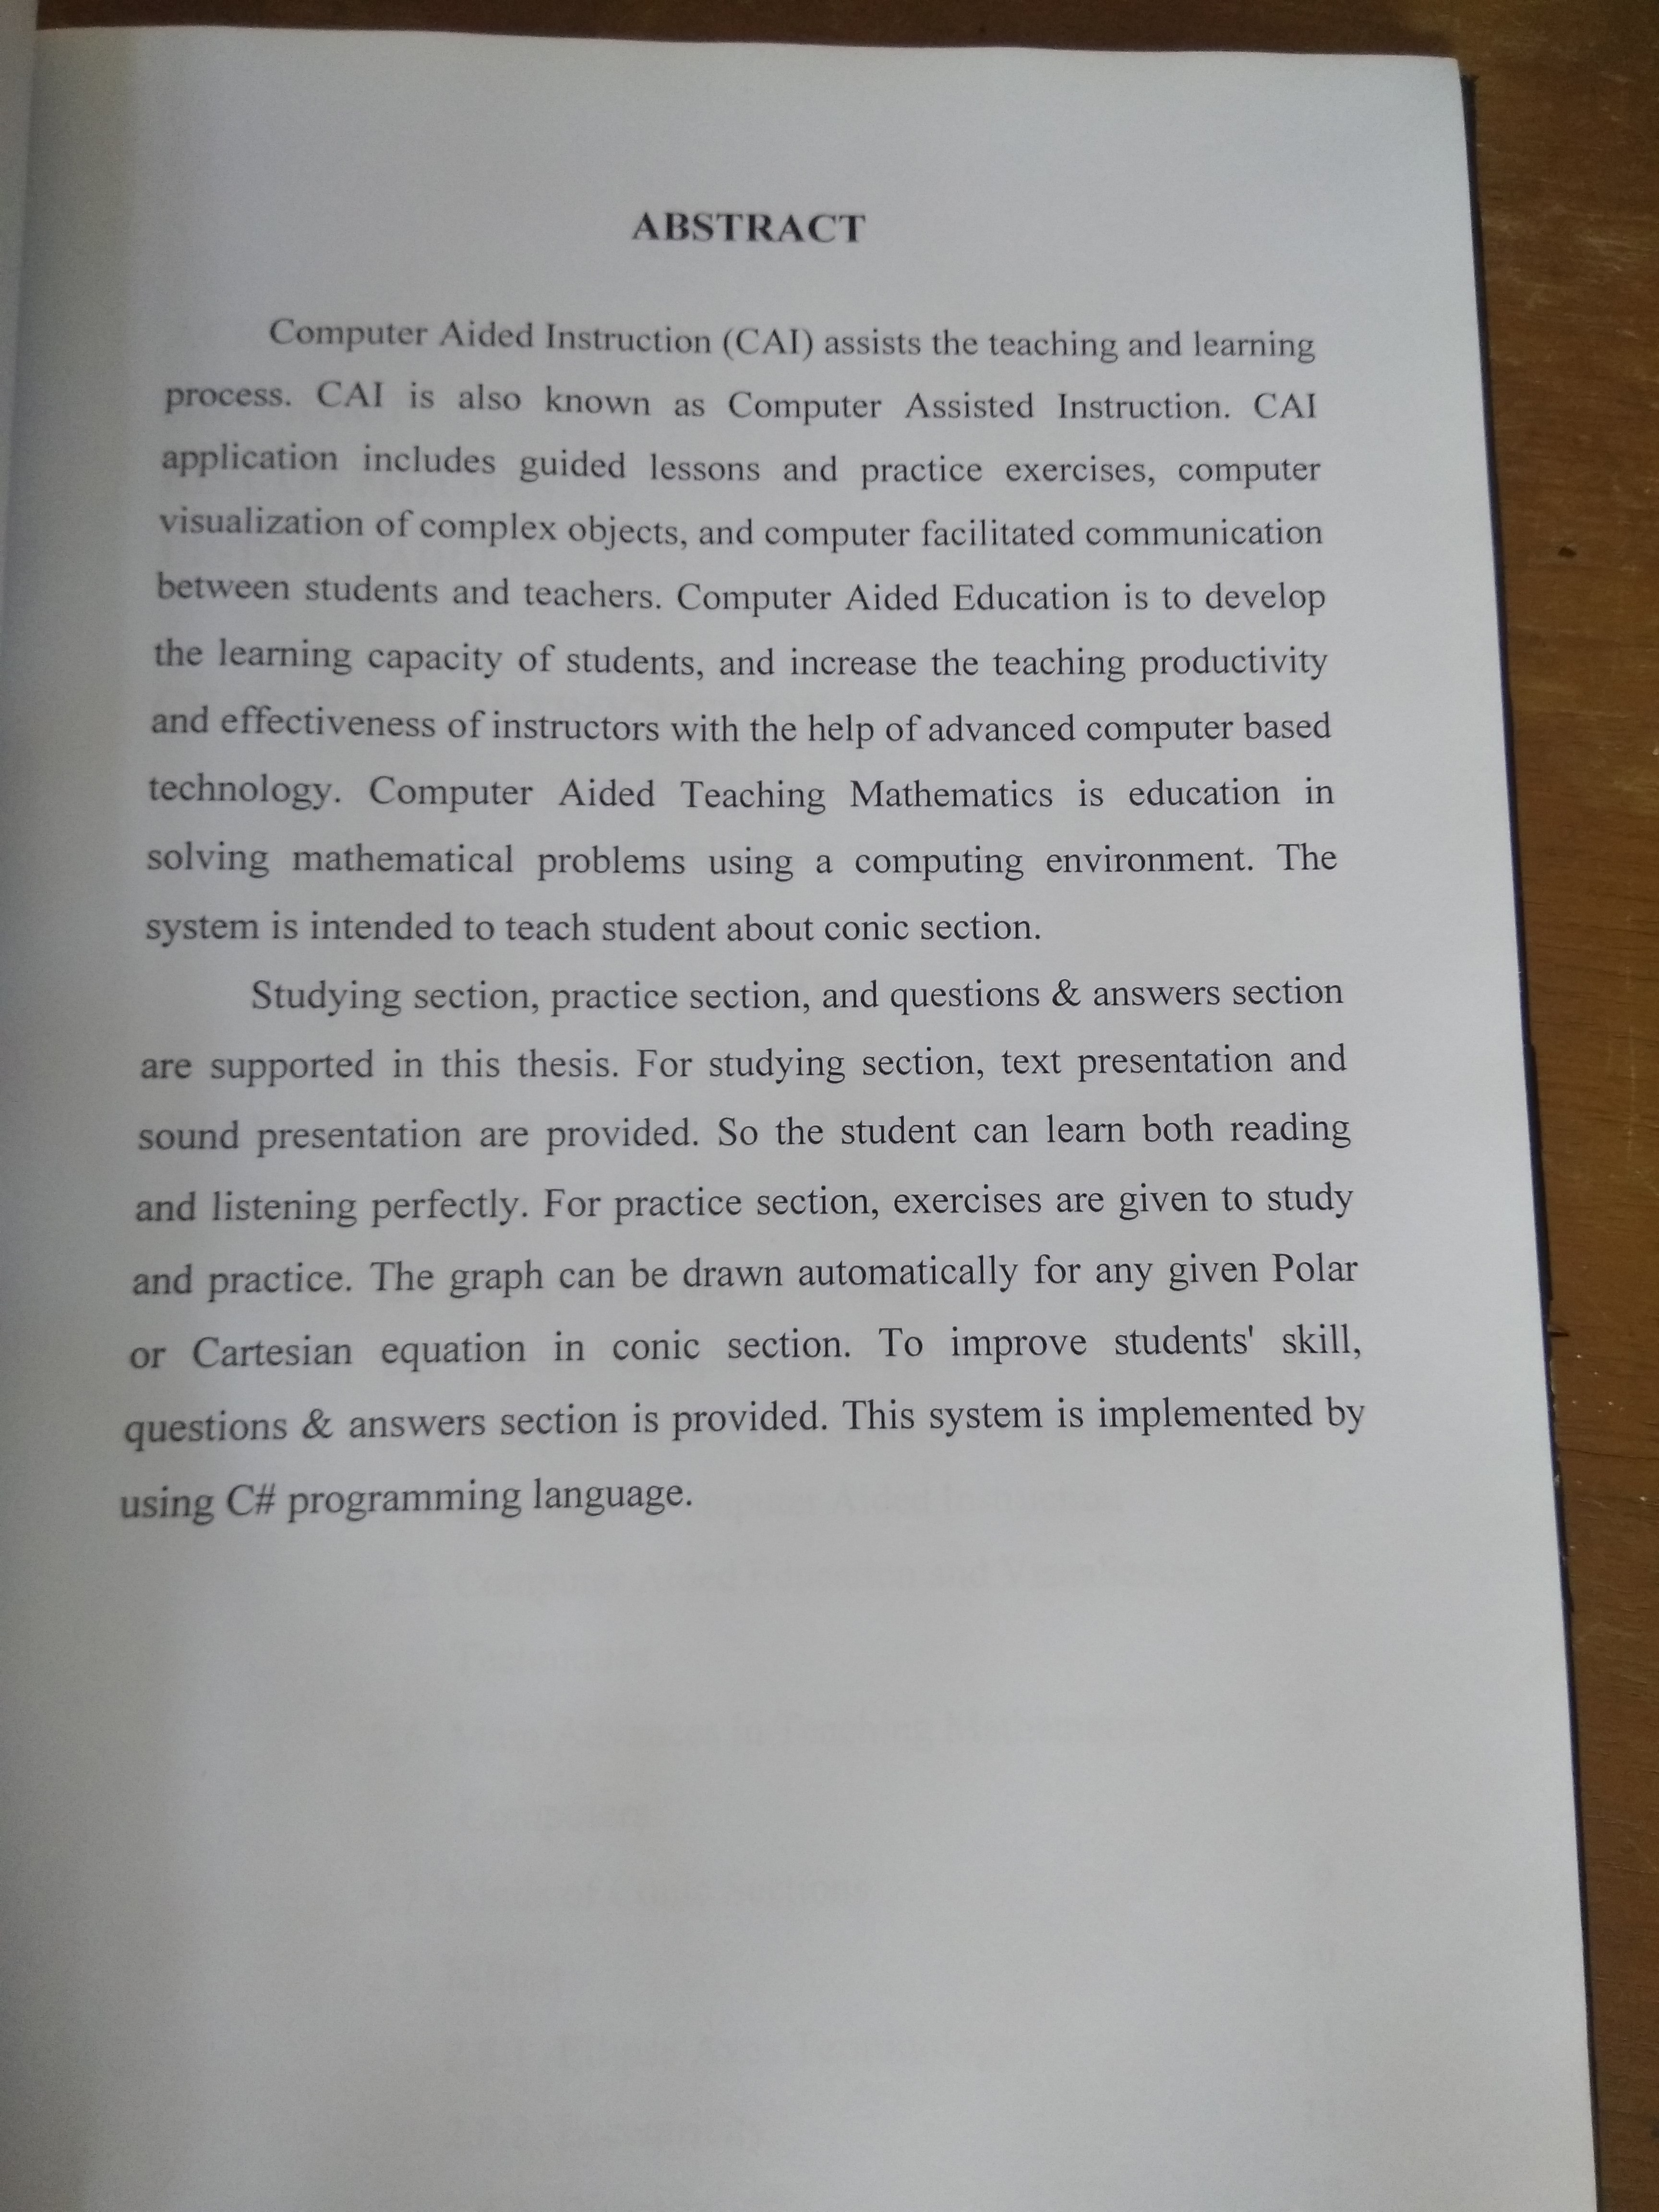 ABSTRACT
Computer Aided Instruction (CAI) assists the teaching and learning
process. CAI is also known as Computer Assisted Instruction. CAI
application includes guided lessons and practice exercises, computer
visualization of complex objects, and computer facilitated communication
between students and teachers. Computer Aided Education is to develop
the learning capacity of students, and increase the teaching productivity
and effectiveness of instructors with the help of advanced computer based
technology. Computer Aided Teaching Mathematics is education in
solving mathematical problems using a computing environment. The
system is intended to teach student about conic section.
Studying section, practice section, and questions & answers section
are supported in this thesis. For studying section, text presentation and
sound presentation are provided. So the student can learn both reading
and listening perfectly. For practice section, exercises are given to study
and practice. The graph can be drawn automatically for any given Polar
or Cartesian equation in conic section. To improve students' skill,
questions & answers section is provided. This system is implemented by
using C# programming language.